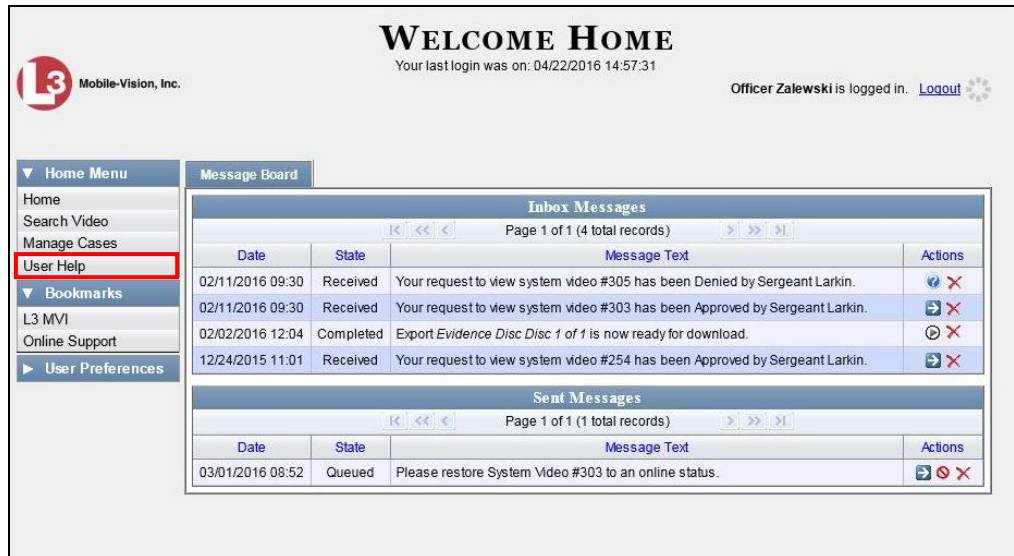 WELCOME HOME
Your last login was on: 04/22/2016 14:57:31
L3 Mobile-Vision, Inc.
Officer Zalewski is logged in. Logout
▼ Home Menu
Home
Search Video
Manage Cases
User Help
▼ Bookmarks
L3 MVI
Online Support
▶ User Preferences
Message Board
Inbox Messages
|< << < Page 1 of 1 (4 total records) > >> >|
Date State Message Text Actions
02/11/2016 09:30 Received Your request to view system video #305 has been Denied by Sergeant Larkin.
02/11/2016 09:30 Received Your request to view system video #303 has been Approved by Sergeant Larkin.
02/02/2016 12:04 Completed Export Evidence Disc Disc 1 of 1 is now ready for download.
12/24/2015 11:01 Received Your request to view system video #254 has been Approved by Sergeant Larkin.
Sent Messages
|< << < Page 1 of 1 (1 total records) > >> >|
Date State Message Text Actions
03/01/2016 08:52 Queued Please restore System Video #303 to an online status.